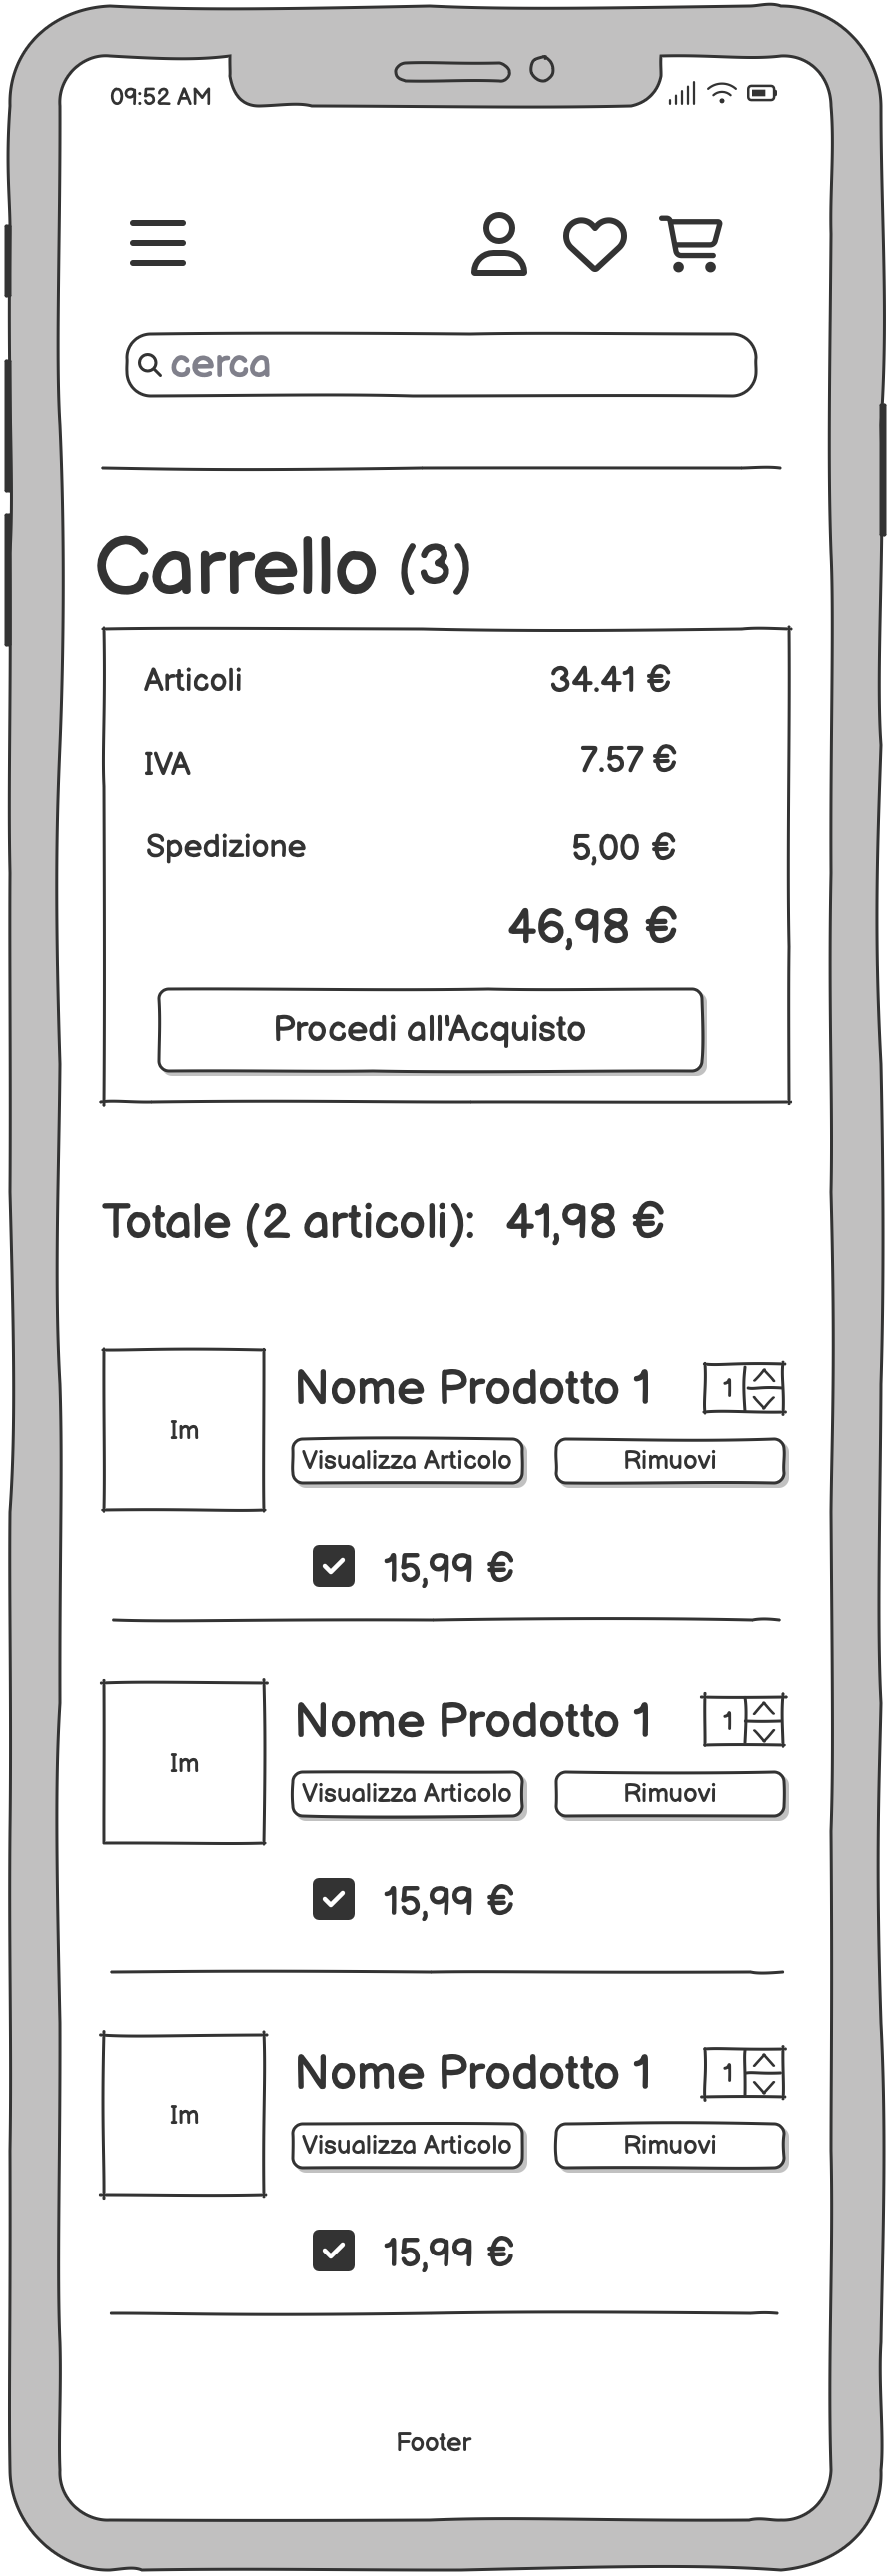 09:52 AM
cerca
Carrello (3)
Articoli 34.41 €
IVA 7.57 €
Spedizione 5,00 €
46,98 €
Procedi all'Acquisto
Totale (2 articoli): 41,98 €
Im
Nome Prodotto 1 1
Visualizza Articolo Rimuovi
15,99 €
Im
Nome Prodotto 1 1
Visualizza Articolo Rimuovi
15,99 €
Im
Nome Prodotto 1 1
Visualizza Articolo Rimuovi
15,99 €
Footer